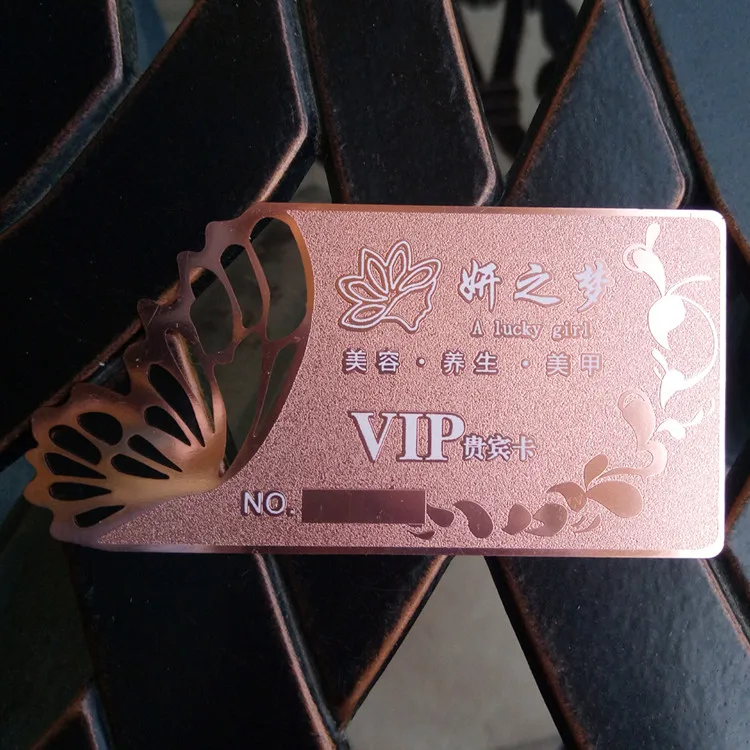 妍之梦
A lucky girl
美容·养生·美甲
VIP贵宾卡
NO.